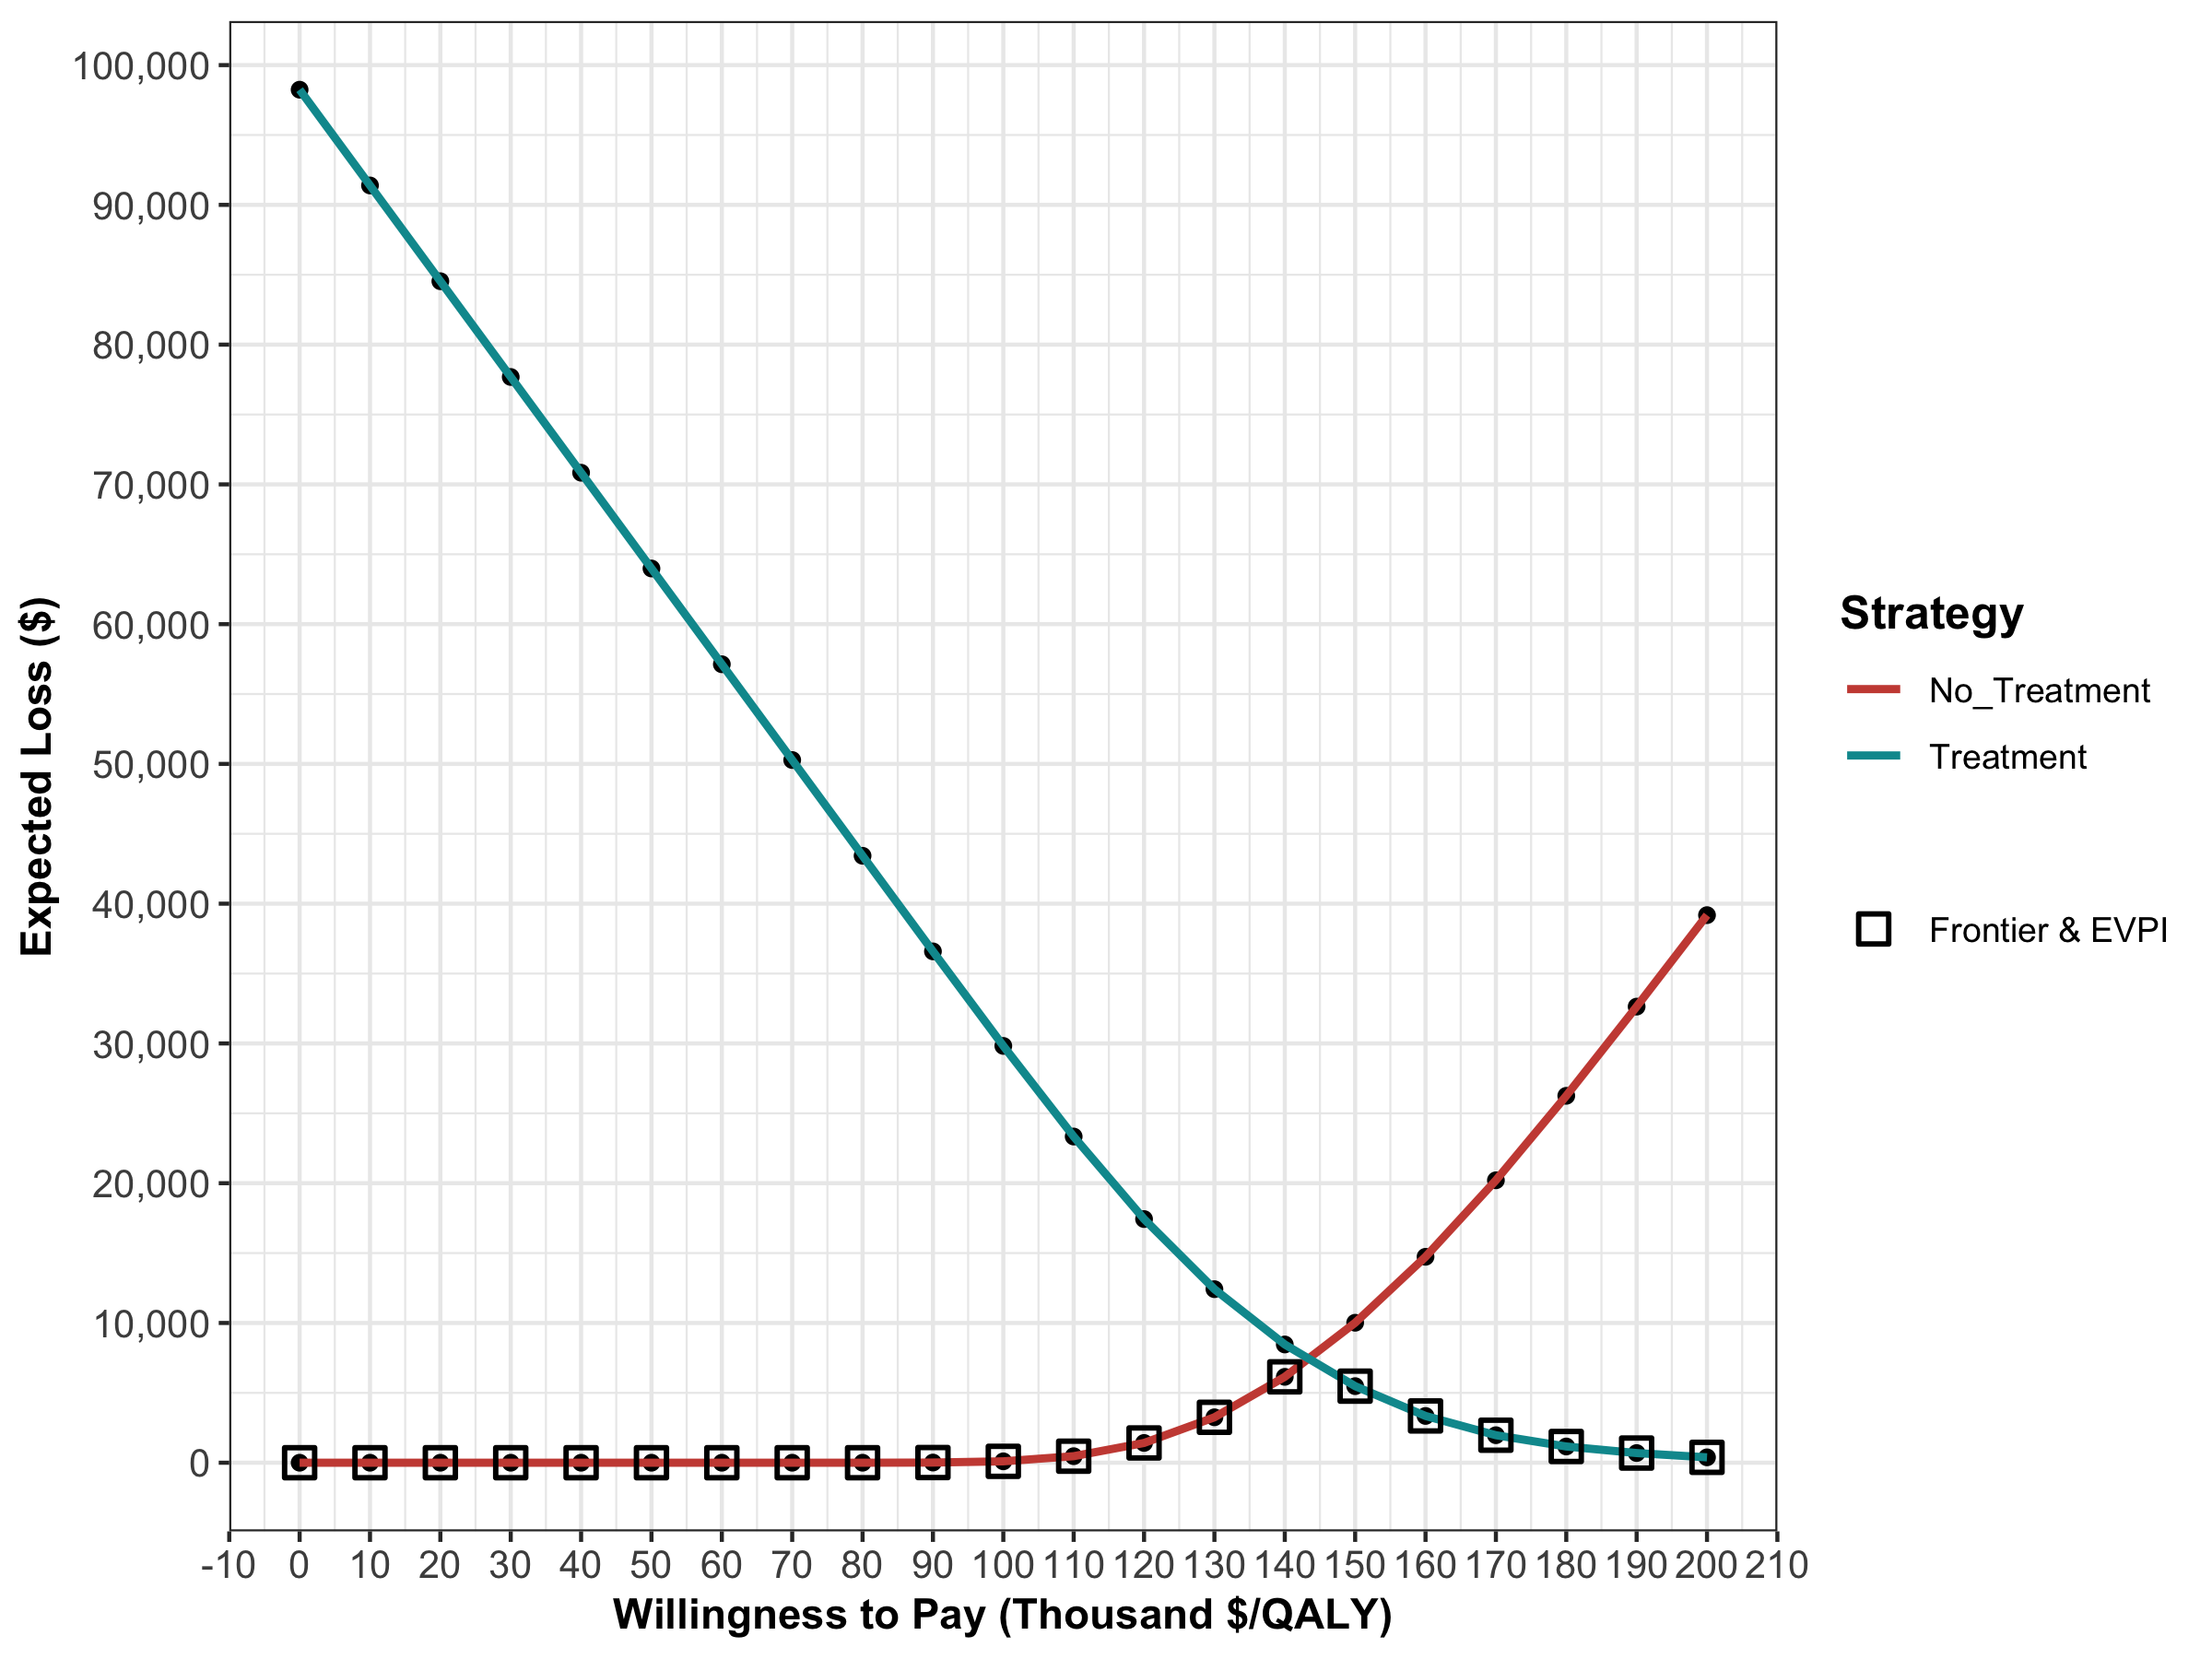 100,000
90,000
80,000
70,000
60,000
50,000
40,000
30,000
20,000
10,000
0
Expected Loss ($)
-10 0 10 20 30 40 50 60 70 80 90 100 110 120 130 140 150 160 170 180 190 200 210
Willingness to Pay (Thousand $/QALY)
Strategy
No_Treatment
Treatment
Frontier & EVPI